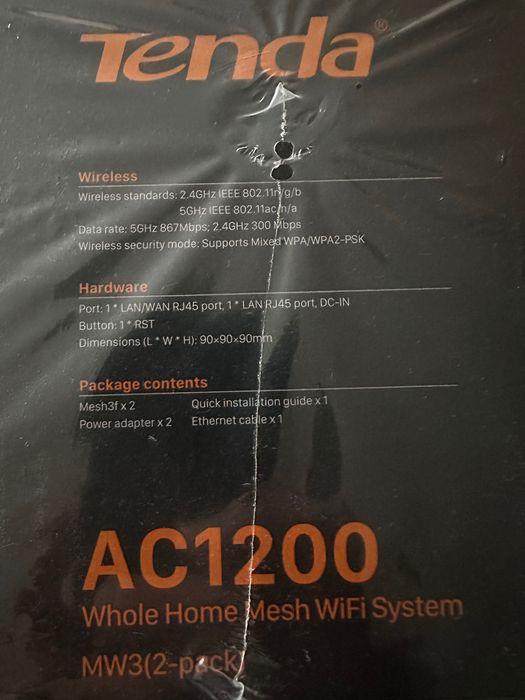 Tenda®
Wireless
Wireless standards: 2.4GHz IEEE 802.11n/g/b
5GHz IEEE 802.11ac/n/a
Data rate: 5GHz 867Mbps; 2.4GHz 300 Mbps
Wireless security mode: Supports Mixed WPA/WPA2-PSK
Hardware
Port: 1 * LAN/WAN RJ45 port, 1 * LAN RJ45 port, DC-IN
Button: 1 * RST
Dimensions (L * W * H): 90×90×90mm
Package contents
Mesh3f x 2 Quick installation guide x 1
Power adapter x 2 Ethernet cable x 1
AC1200
Whole Home Mesh WiFi System
MW3(2-pack)